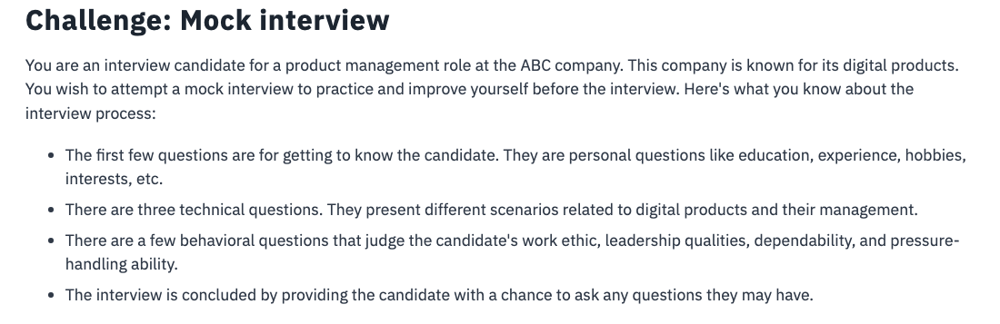 Challenge: Mock interview
You are an interview candidate for a product management role at the ABC company. This company is known for its digital products.
You wish to attempt a mock interview to practice and improve yourself before the interview. Here's what you know about the
interview process:
• The first few questions are for getting to know the candidate. They are personal questions like education, experience, hobbies,
interests, etc.
• There are three technical questions. They present different scenarios related to digital products and their management.
• There are a few behavioral questions that judge the candidate's work ethic, leadership qualities, dependability, and pressure-
handling ability.
• The interview is concluded by providing the candidate with a chance to ask any questions they may have.